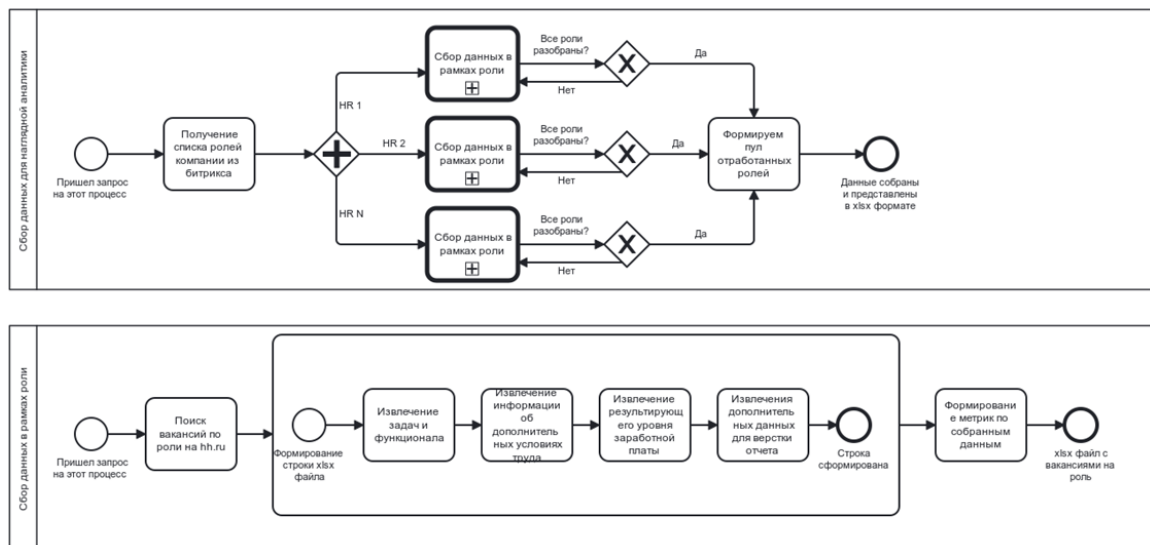 Сбор данных для наглядной аналитики
Пришел запрос
на этот процесс
Получение
списка ролей
компании из
битрикса
HR 1
HR 2
HR N
Сбор данных в
рамках роли
Все роли
разобраны?
Нет
Да
Сбор данных в
рамках роли
Все роли
разобраны?
Нет
Да
Сбор данных в
рамках роли
Все роли
разобраны?
Нет
Да
Формируем
пул
отработанных
ролей
Данные собраны
и представлены
в xlsx формате
Сбор данных в рамках роли
Пришел запрос
на этот процесс
Поиск
вакансий по
роли на hh.ru
Формирование
строки xlsx
файла
Извлечение
задач и
функционала
Извлечение
информации
об
дополнитель
ных условиях
труда
Извлечение
результирующ
его уровня
заработной
платы
Извлечения
дополнитель
ных данных
для верстки
отчета
Строка
сформирована
Формировани
е метрик по
собранным
данным
xlsx файл с
вакансиями на
роль